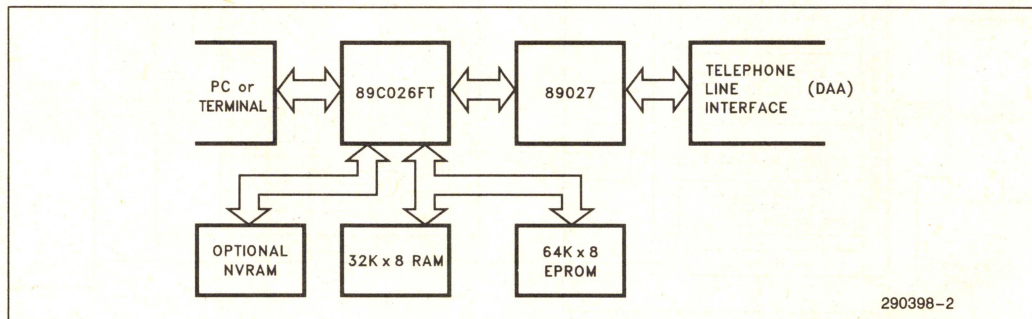 PC or
TERMINAL
89C026FT
89027
TELEPHONE
LINE (DAA)
INTERFACE
OPTIONAL
NVRAM
32K x 8 RAM
64K x 8
EPROM
290398-2